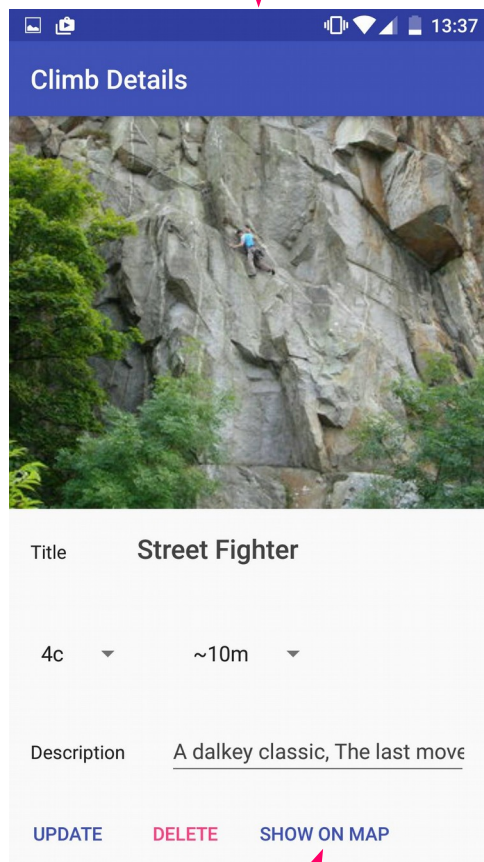 13:37
Climb Details
Title Street Fighter
4c ~10m
Description A dalkey classic, The last move
UPDATE DELETE SHOW ON MAP